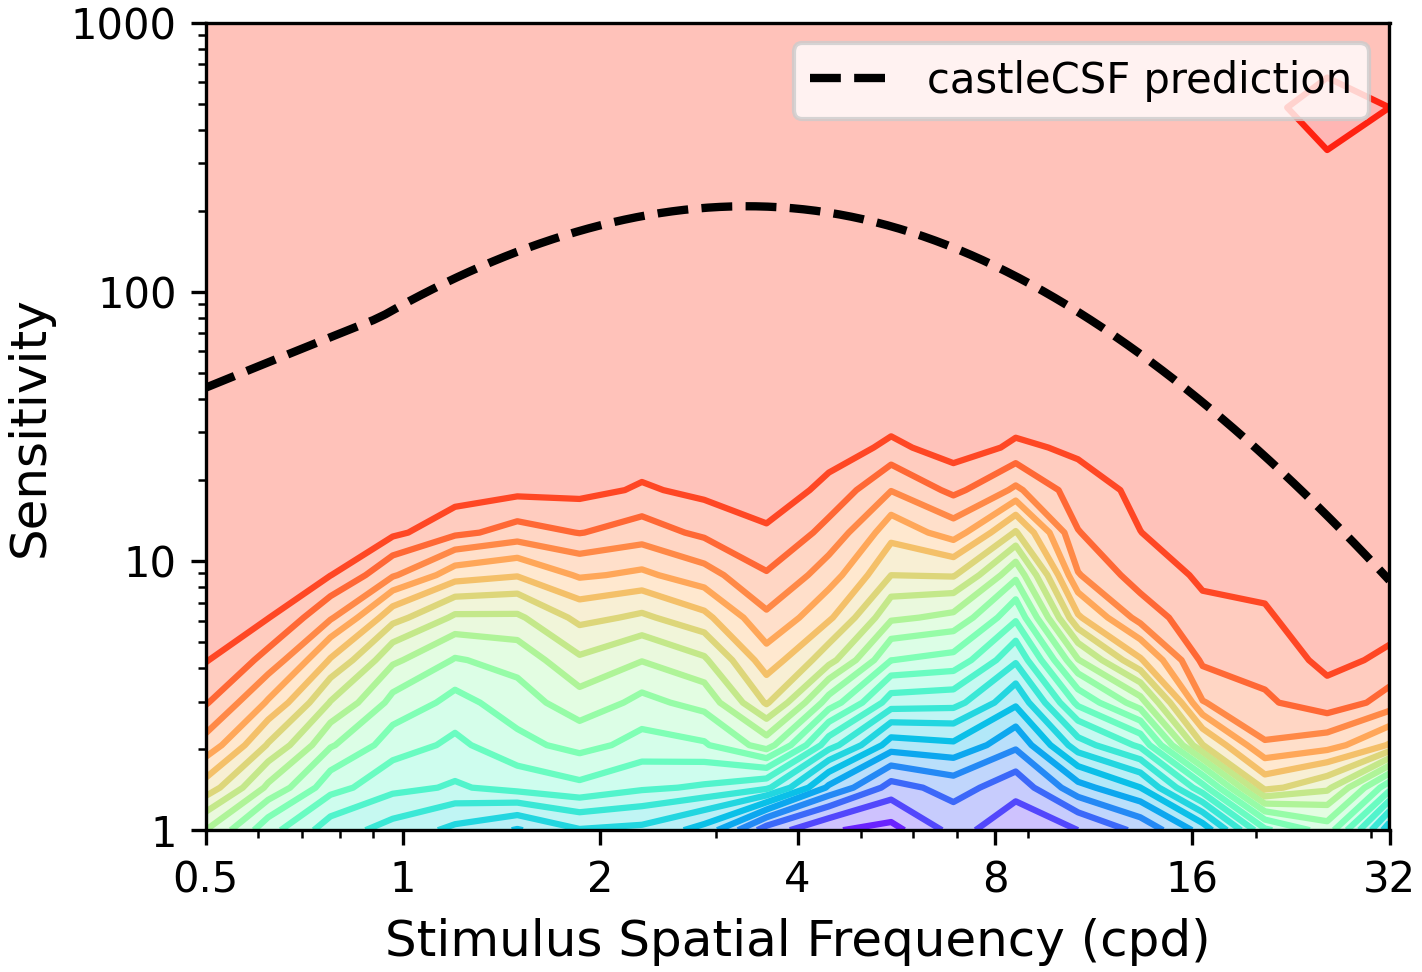 1000
castleCSF prediction
100
Sensitivity
10
1
0.5 1 2 4 8 16 32
Stimulus Spatial Frequency (cpd)